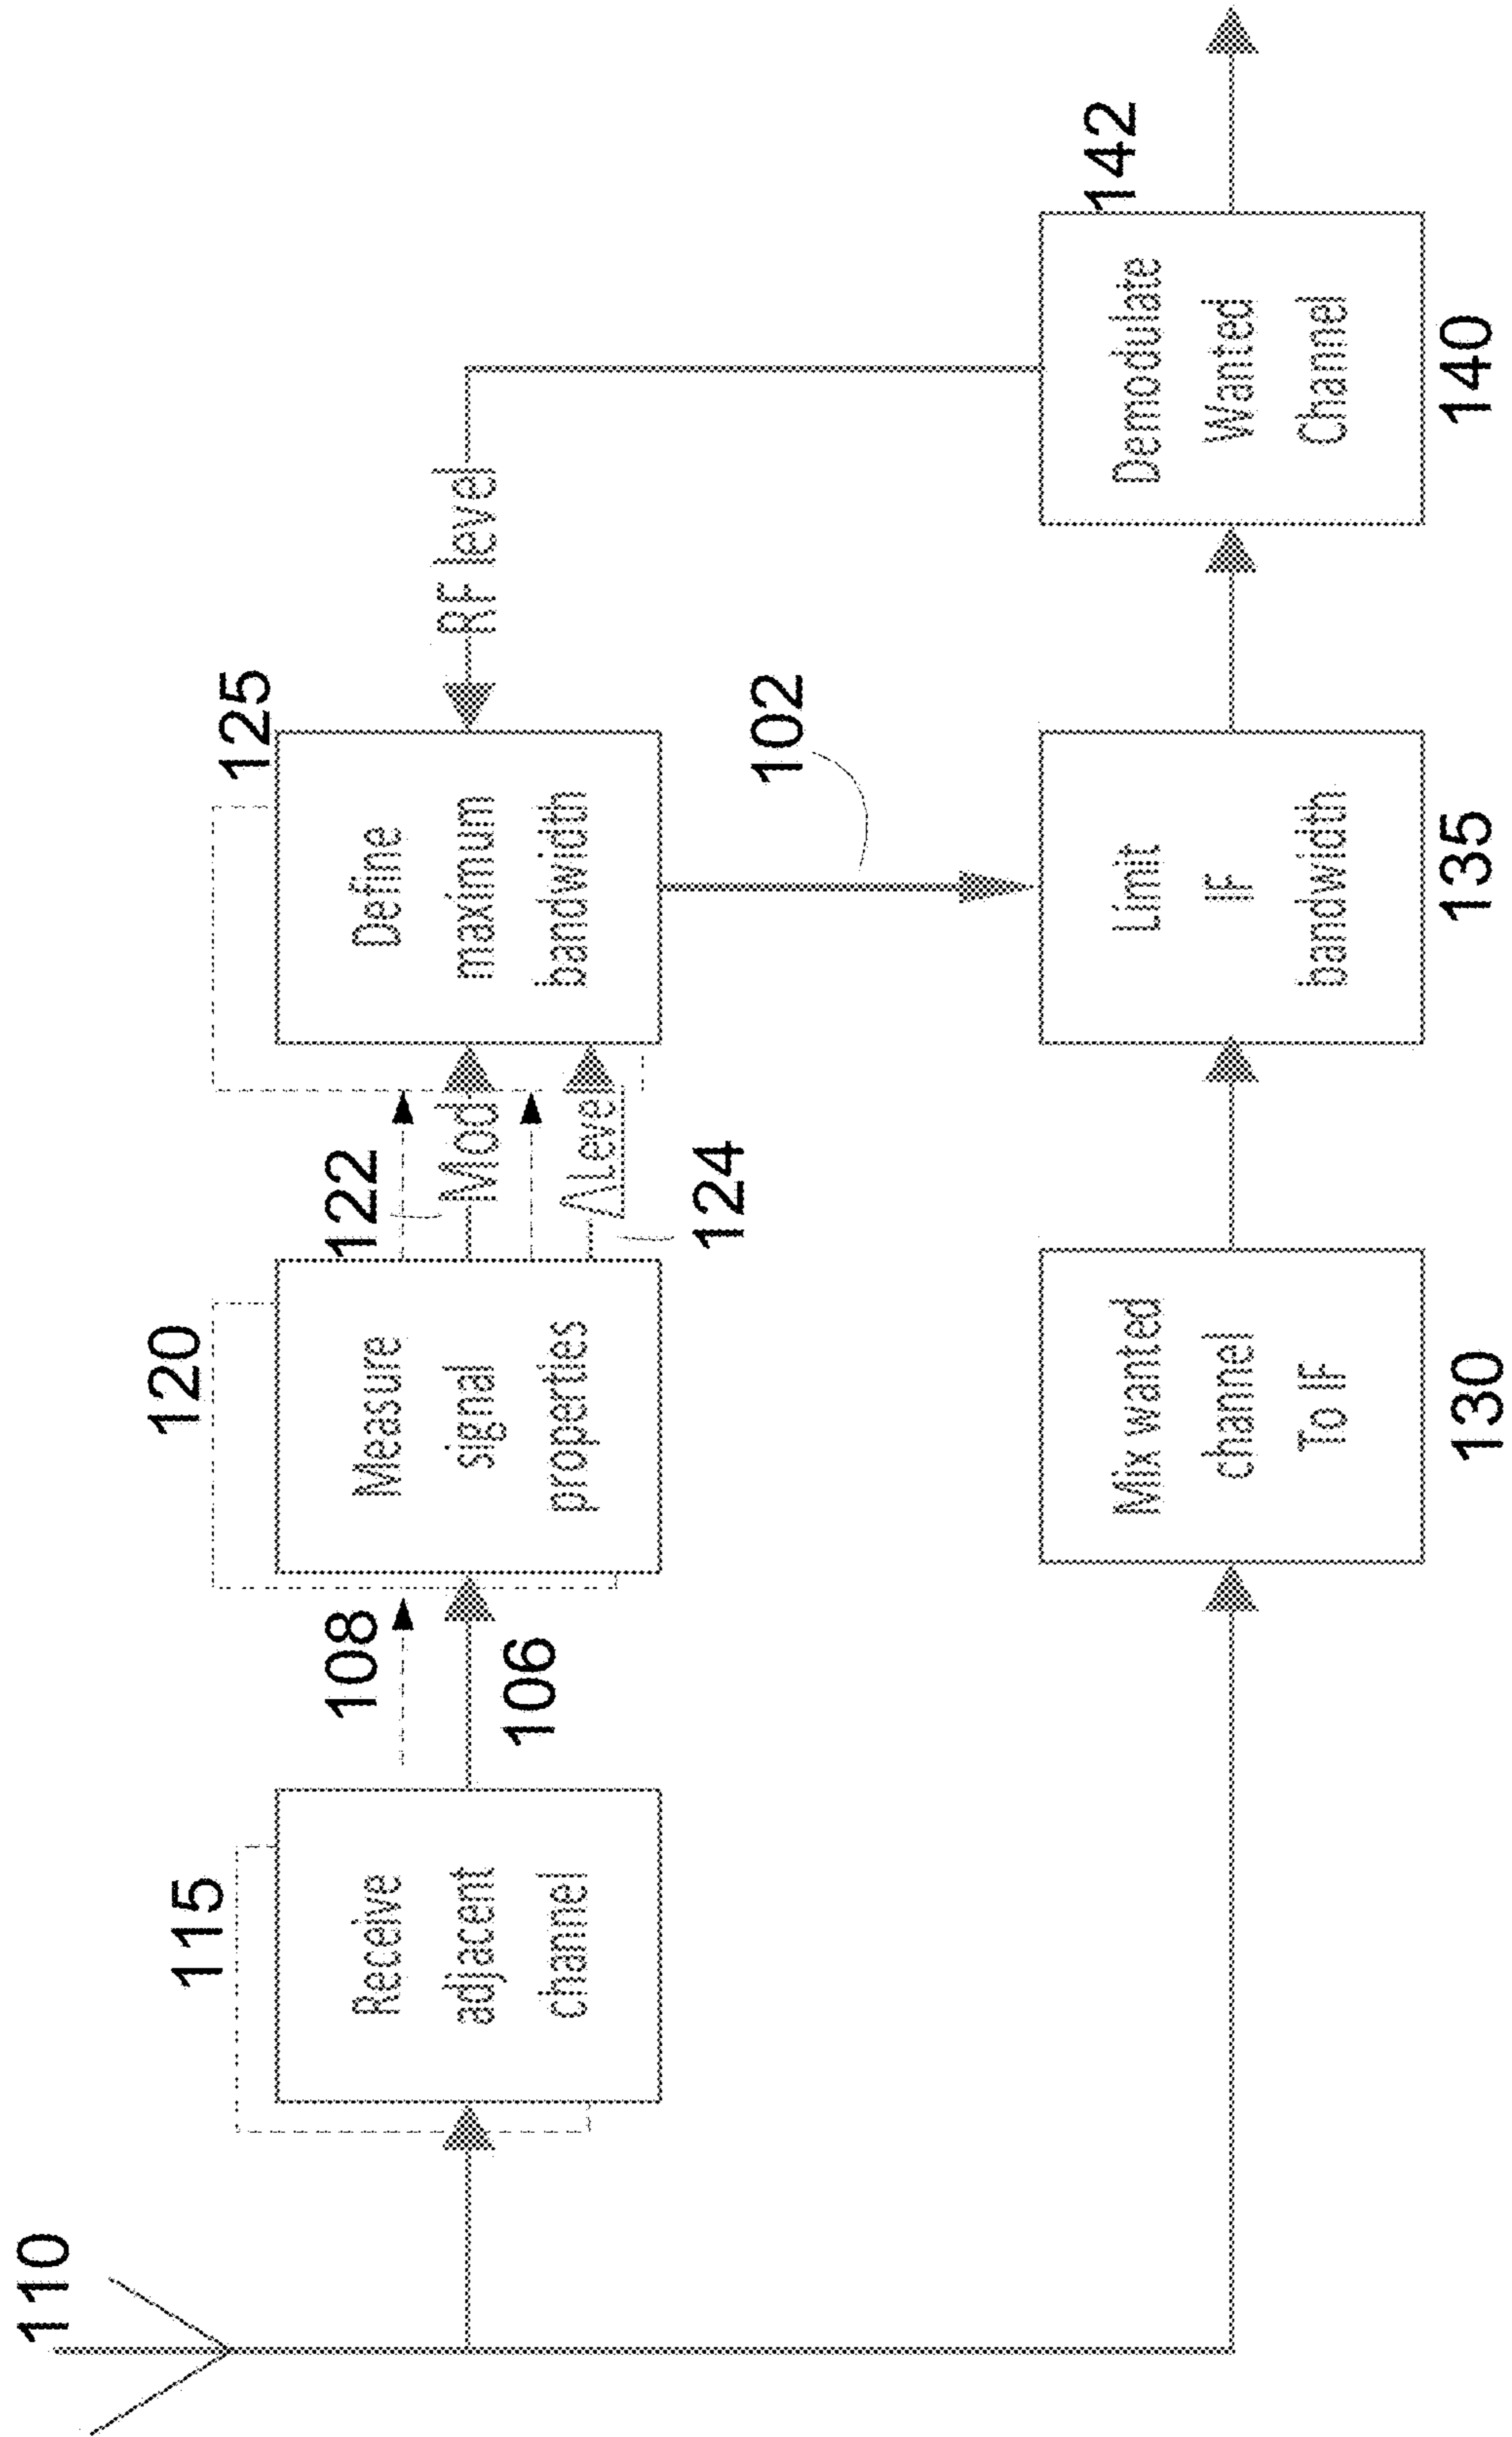 110
115
Receive
adjacent
channel
108
106
120
Measure
signal
properties
122
Mod
ΔLevel
124
125
Define
maximum
bandwidth
RF level
102
Mix wanted
channel
To IF
130
Limit
IF
bandwidth
135
142
Demodulate
Wanted
Channel
140